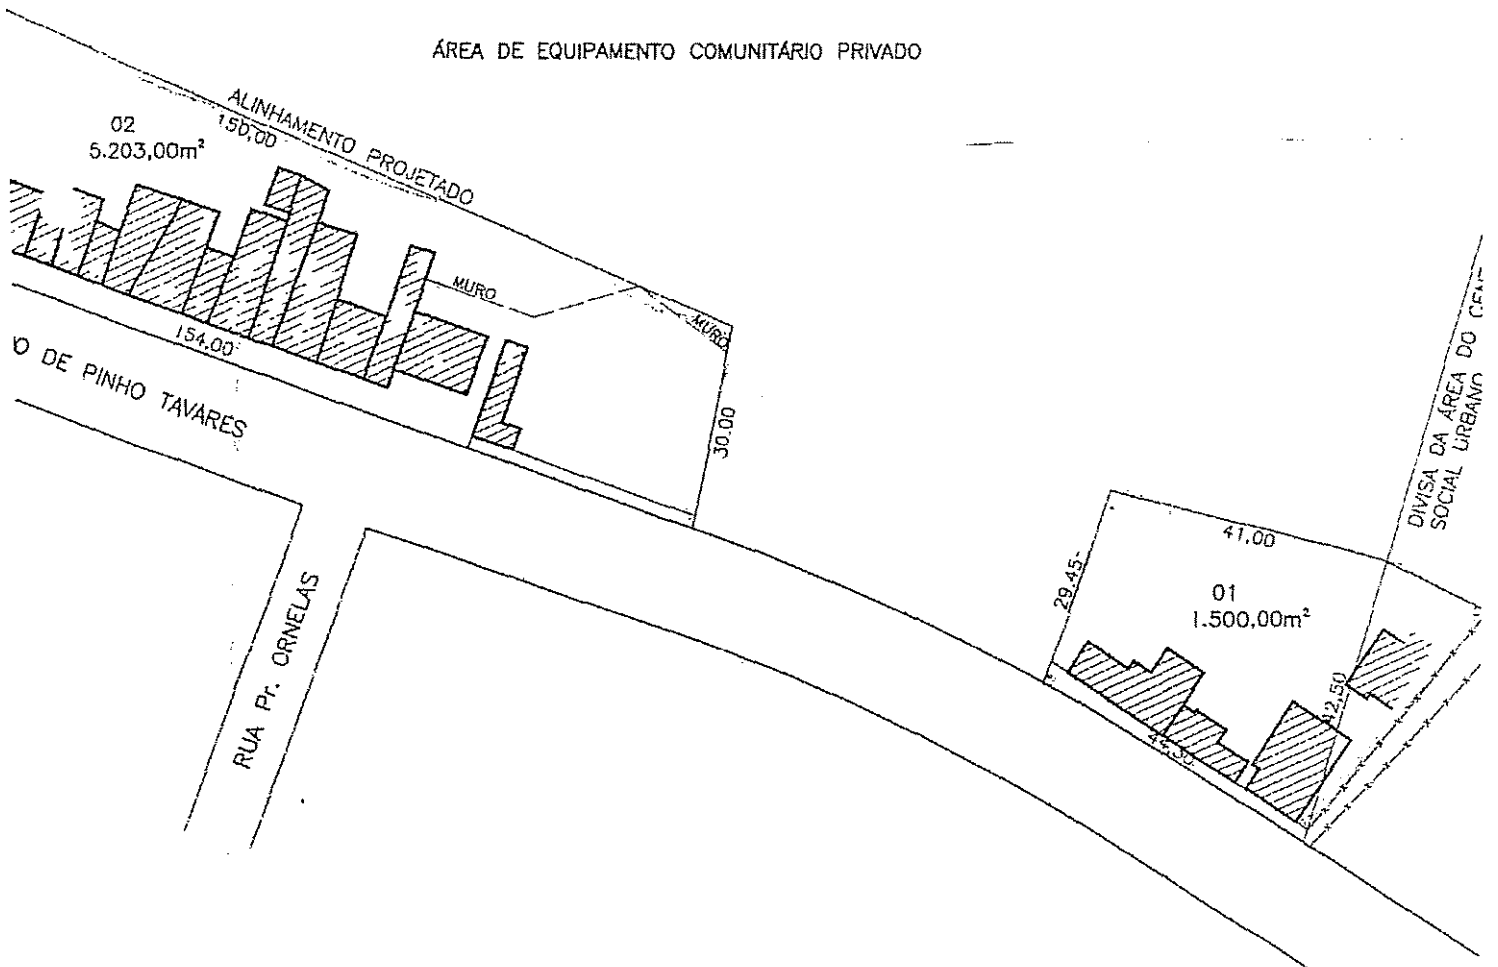 ÁREA DE EQUIPAMENTO COMUNITÁRIO PRIVADO
ALINHAMENTO PROJETADO
150,00
02
5.203,00m²
MURO
MURO
154,00
O DE PINHO TAVARES
30.00
RUA Pr. ORNELAS
DIVISA DA ÁREA DO CENT
SOCIAL URBANO
41,00
29.45
01
1.500,00m²
42,50